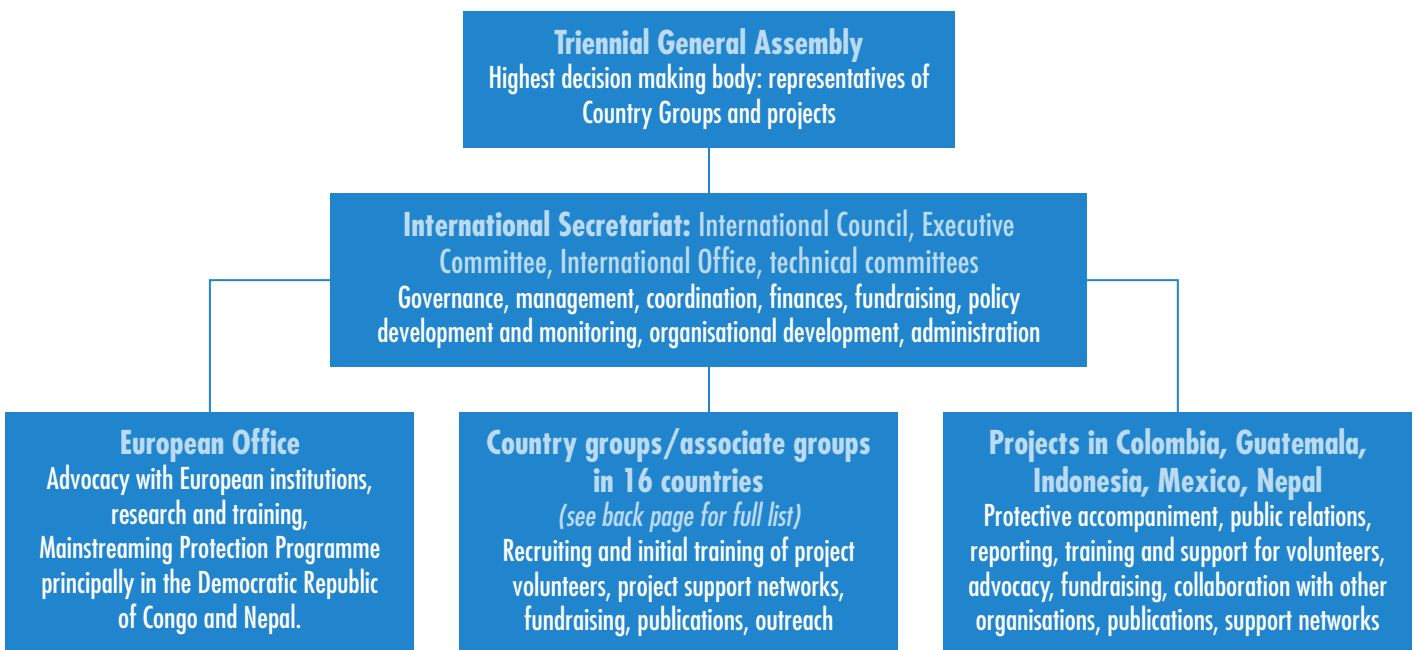 Triennial General Assembly
Highest decision making body: representatives of
Country Groups and projects
International Secretariat: International Council, Executive
Committee, International Office, technical committees
Governance, management, coordination, finances, fundraising, policy
development and monitoring, organisational development, administration
European Office
Advocacy with European institutions,
research and training,
Mainstreaming Protection Programme
principally in the Democratic Republic
of Congo and Nepal.
Country groups/associate groups
in 16 countries
(see back page for full list)
Recruiting and initial training of project
volunteers, project support networks,
fundraising, publications, outreach
Projects in Colombia, Guatemala,
Indonesia, Mexico, Nepal
Protective accompaniment, public relations,
reporting, training and support for volunteers,
advocacy, fundraising, collaboration with other
organisations, publications, support networks